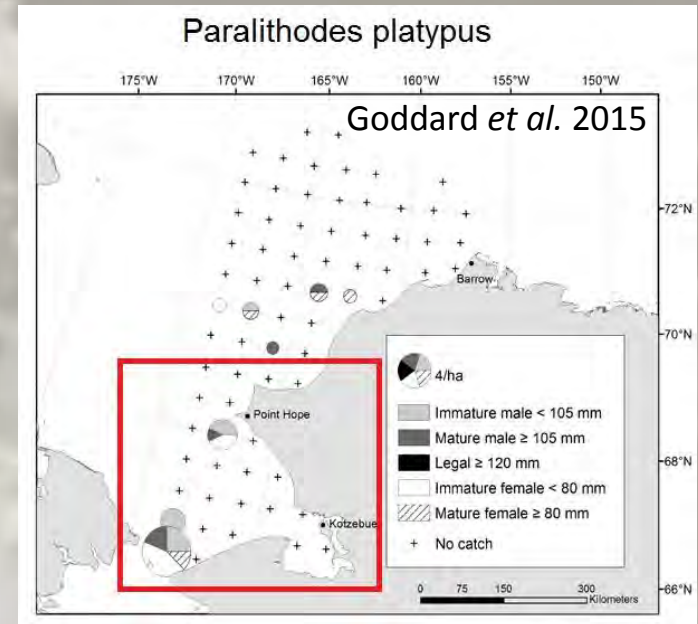 Paralithodes platypus
175°W 170°W 165°W 160°W 155°W 150°W
Goddard et al. 2015
72°N
Barrow
70°N
4/ha
Immature male < 105 mm
Mature male ≥ 105 mm
Legal ≥ 120 mm
Immature female < 80 mm
Mature female ≥ 80 mm
No catch
Point Hope
68°N
Kotzebue
0 75 150 300
Kilometers
66°N